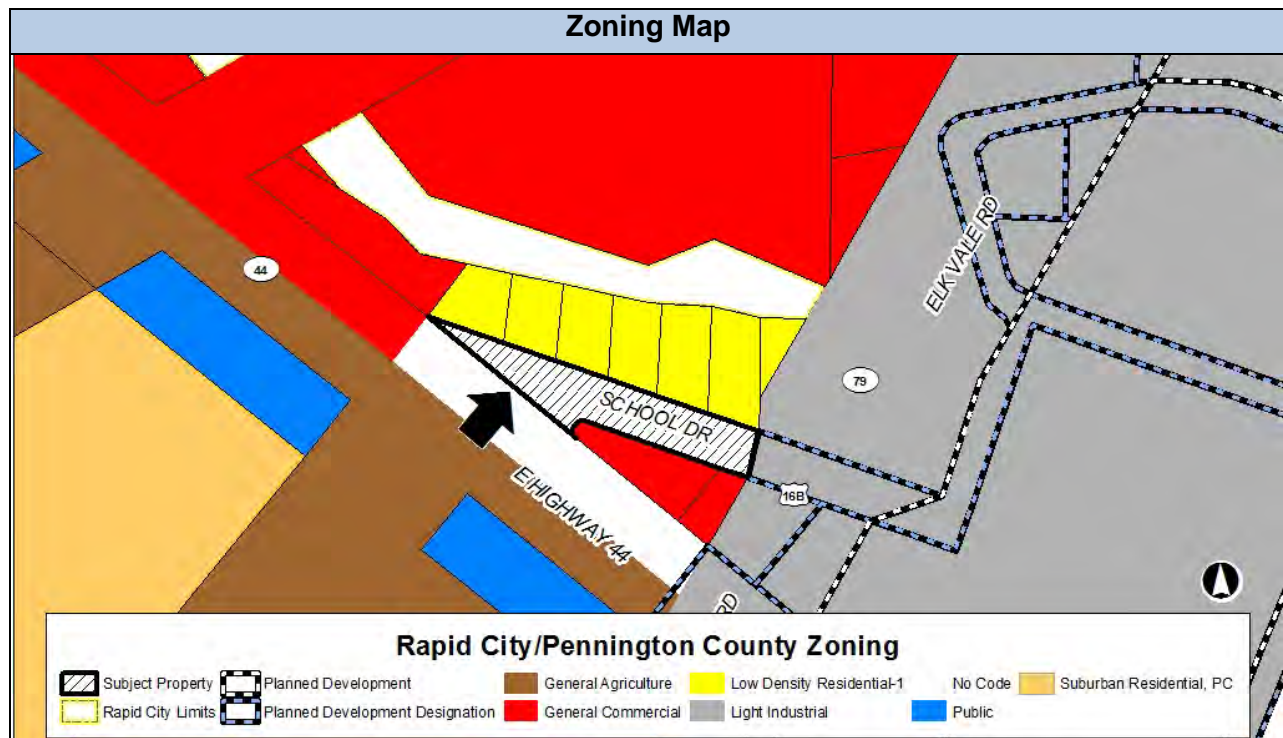 Zoning Map
44
ELK VALE RD
79
SCHOOL DR
16B
E HIGHWAY 44
RD
Rapid City/Pennington County Zoning
Subject Property Planned Development General Agriculture Low Density Residential-1 No Code Suburban Residential, PC
Rapid City Limits Planned Development Designation General Commercial Light Industrial Public